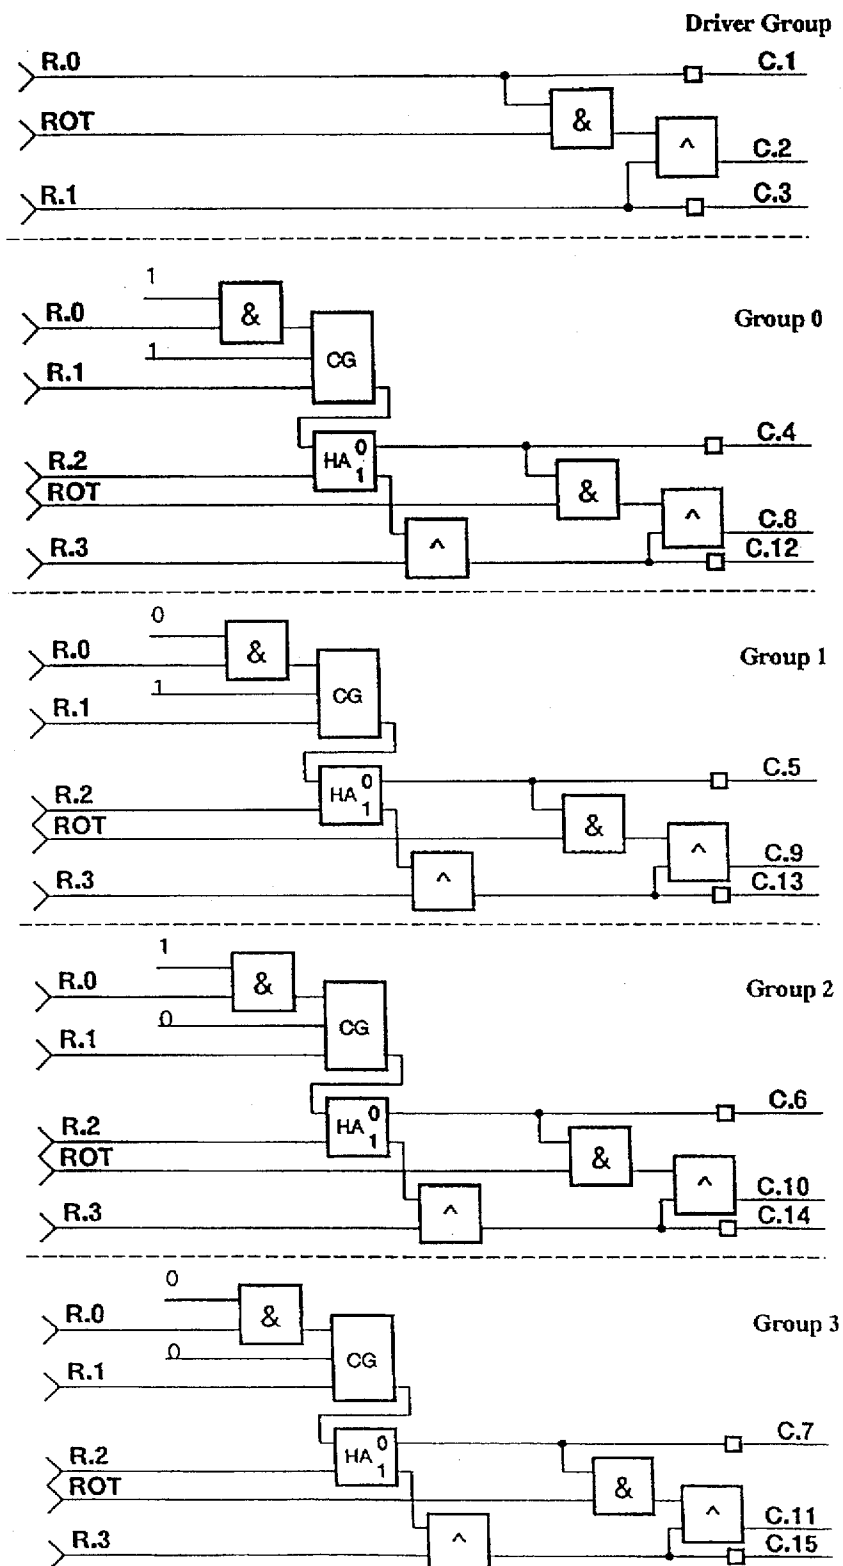 Driver Group
R.0
C.1
ROT
&
^
C.2
R.1
C.3
1
R.0
&
Group 0
1
CG
R.1
HA 0
1
C.4
R.2
ROT
&
^
C.8
R.3
^
C.12
0
R.0
&
Group 1
1
CG
R.1
HA 0
1
C.5
R.2
ROT
&
^
C.9
R.3
^
C.13
1
R.0
&
Group 2
0
CG
R.1
HA 0
1
C.6
R.2
ROT
&
^
C.10
R.3
^
C.14
0
R.0
&
Group 3
0
CG
R.1
HA 0
1
C.7
R.2
ROT
&
^
C.11
R.3
^
C.15